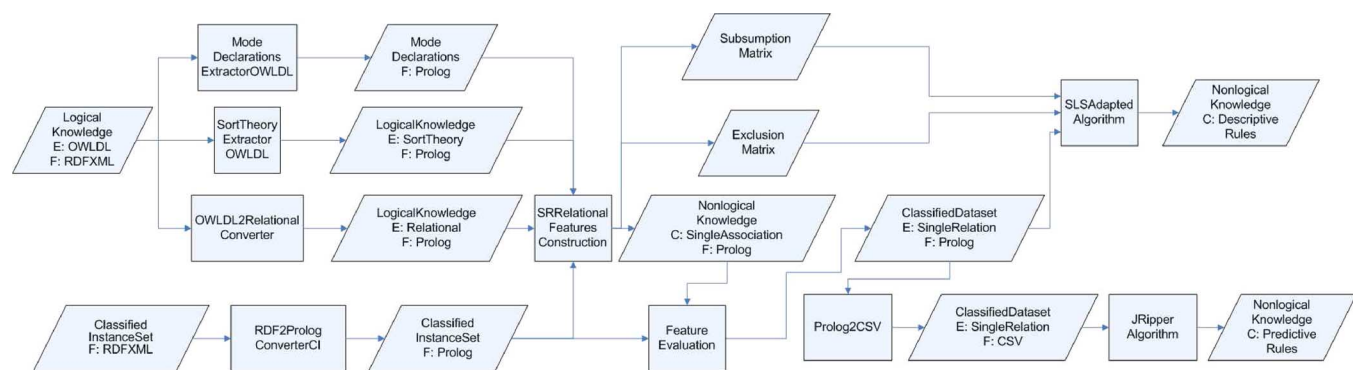 Mode
Declarations
ExtractorOWLDL
Mode
Declarations
F: Prolog
Subsumption
Matrix
Logical
Knowledge
E: OWLDL
F: RDFXML
SortTheory
Extractor
OWLDL
LogicalKnowledge
E: SortTheory
F: Prolog
Exclusion
Matrix
SLSAdapted
Algorithm
Nonlogical
Knowledge
C: Descriptive
Rules
OWLDL2Relational
Converter
LogicalKnowledge
E: Relational
F: Prolog
SRRelational
Features
Construction
Nonlogical
Knowledge
C: SingleAssociation
F: Prolog
ClassifiedDataset
E: SingleRelation
F: Prolog
Classified
InstanceSet
F: RDFXML
RDF2Prolog
ConverterCI
Classified
InstanceSet
F: Prolog
Feature
Evaluation
Prolog2CSV
ClassifiedDataset
E: SingleRelation
F: CSV
JRipper
Algorithm
Nonlogical
Knowledge
C: Predictive
Rules